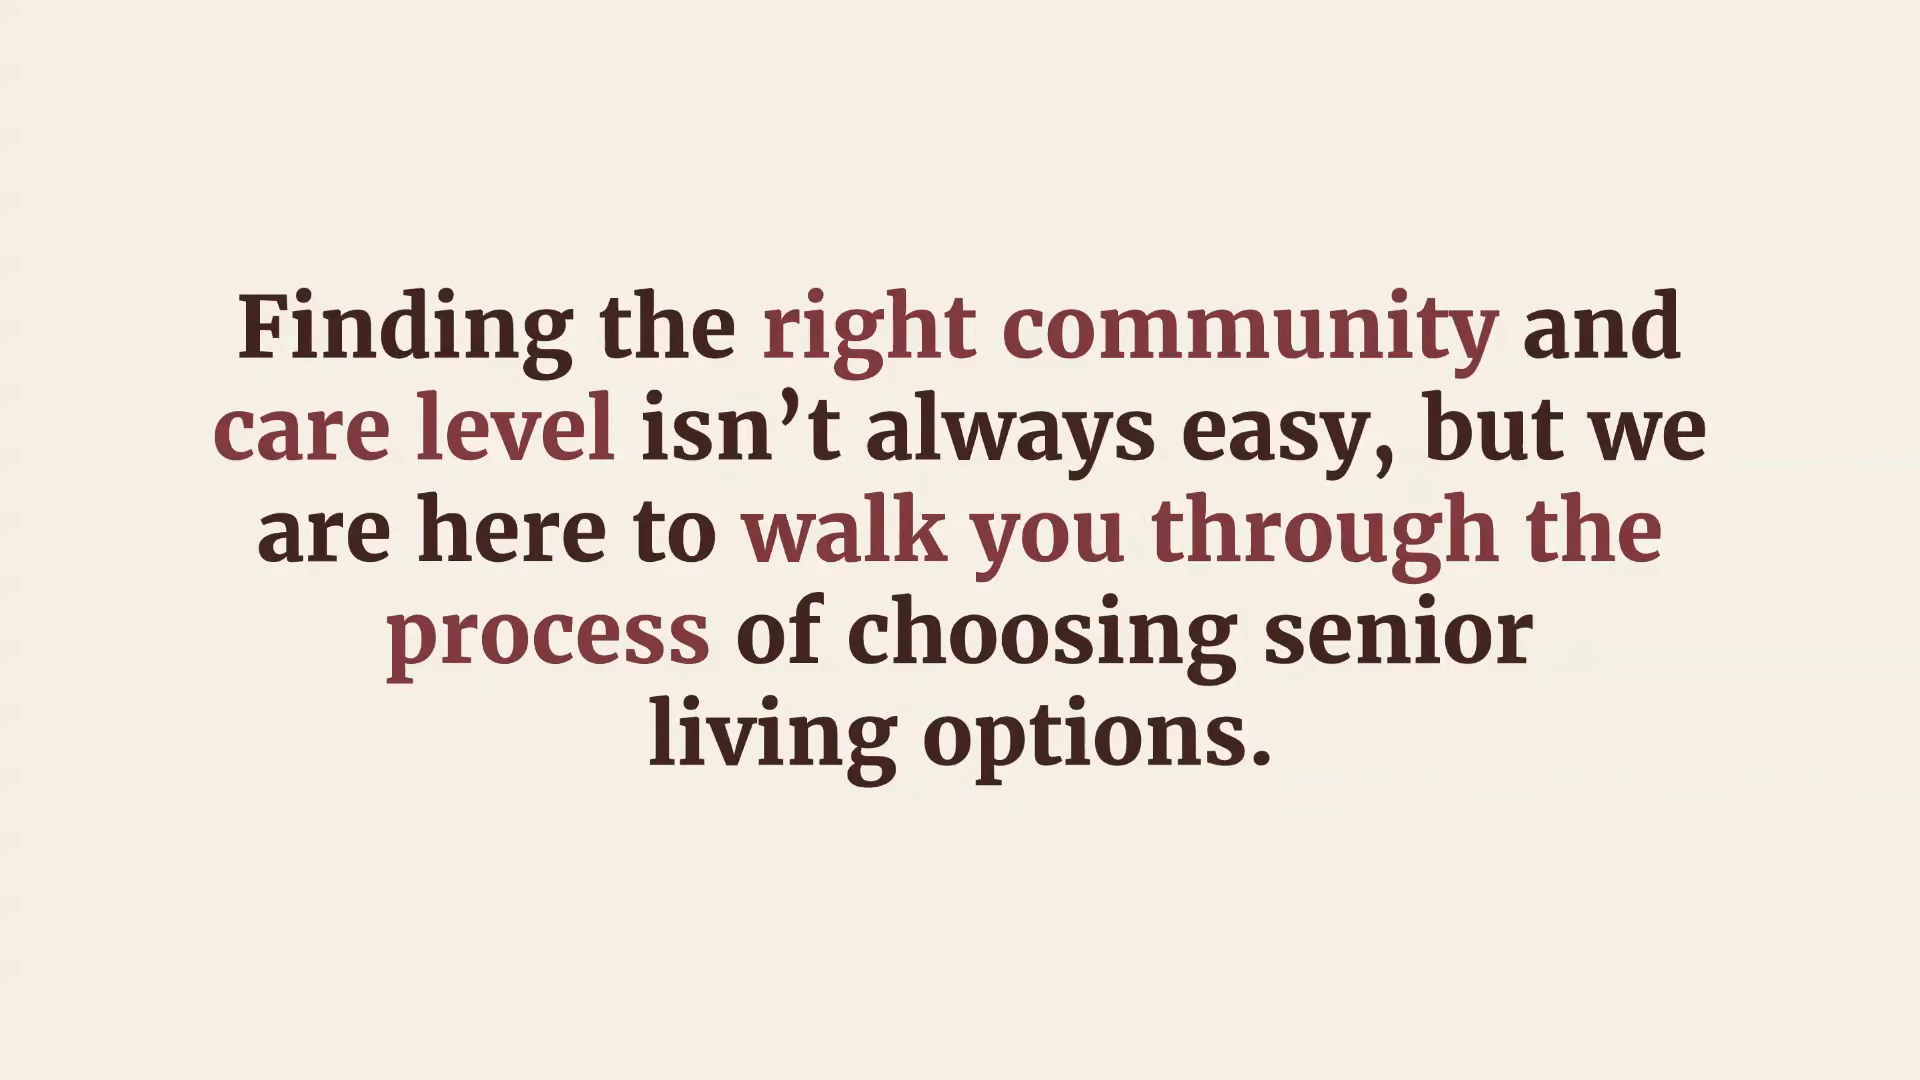 Finding the right community and
care level isn’t always easy, but we
are here to walk you through the
process of choosing senior
living options.